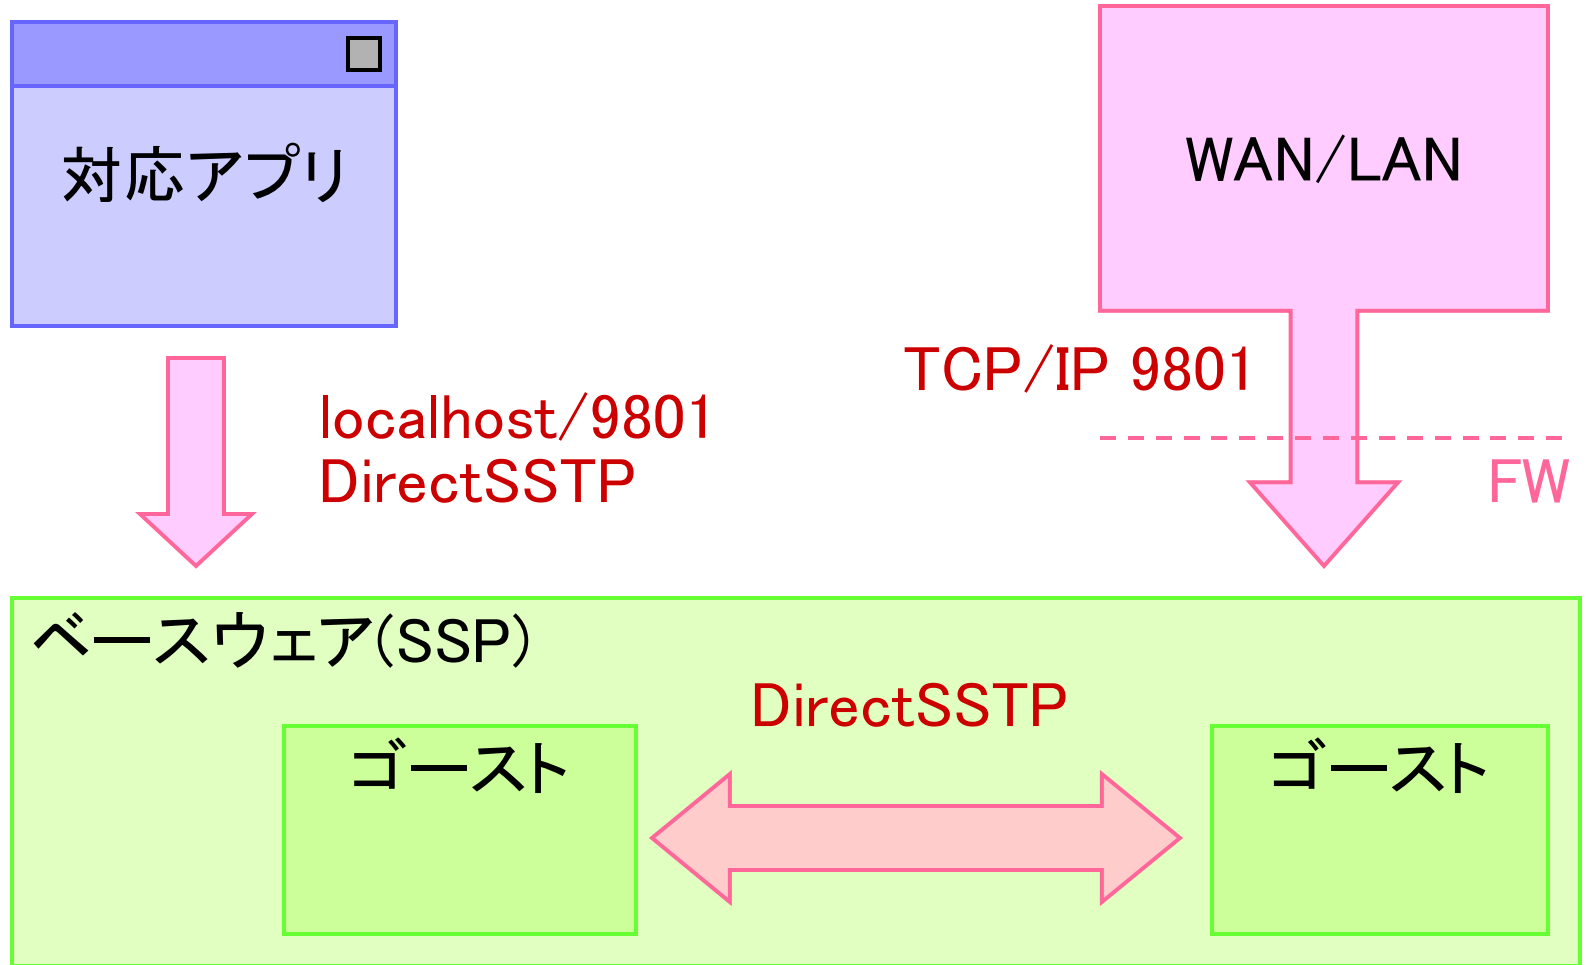 対応アプリ
WAN/LAN
TCP/IP 9801
localhost/9801
DirectSSTP
FW
ベースウェア(SSP)
DirectSSTP
ゴースト
ゴースト